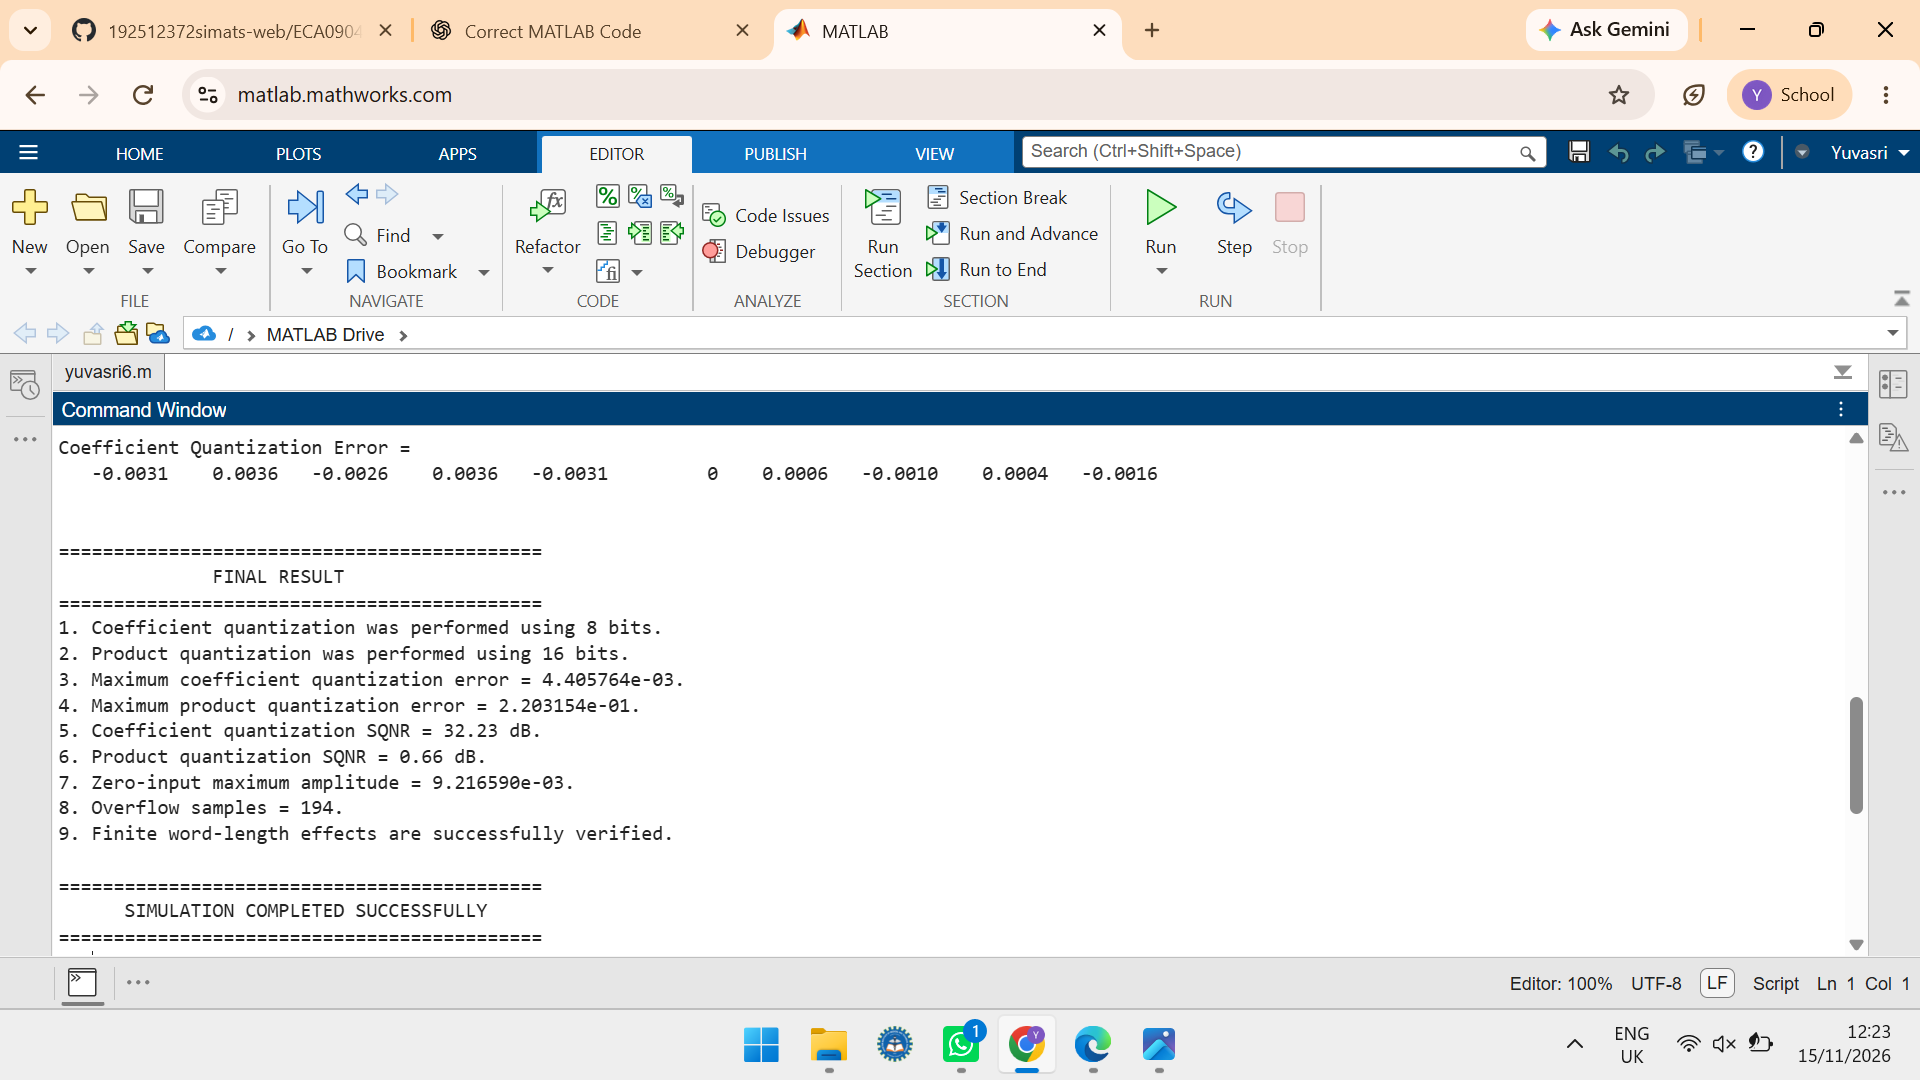 192512372simats-web/ECA0904
Correct MATLAB Code
MATLAB
Ask Gemini
matlab.mathworks.com
Y School
HOME PLOTS APPS EDITOR PUBLISH VIEW Search (Ctrl+Shift+Space) Yuvasri
New Open Save Compare Go To Find Bookmark Refactor Code Issues Debugger Run Section Section Break Run and Advance Run to End Run Step Stop
FILE NAVIGATE CODE ANALYZE SECTION RUN
/ > MATLAB Drive >
yuvasri6.m
Command Window
Coefficient Quantization Error =
-0.0031 0.0036 -0.0026 0.0036 -0.0031 0 0.0006 -0.0010 0.0004 -0.0016
============================================
FINAL RESULT
============================================
1. Coefficient quantization was performed using 8 bits.
2. Product quantization was performed using 16 bits.
3. Maximum coefficient quantization error = 4.405764e-03.
4. Maximum product quantization error = 2.203154e-01.
5. Coefficient quantization SQNR = 32.23 dB.
6. Product quantization SQNR = 0.66 dB.
7. Zero-input maximum amplitude = 9.216590e-03.
8. Overflow samples = 194.
9. Finite word-length effects are successfully verified.
============================================
SIMULATION COMPLETED SUCCESSFULLY
============================================
Editor: 100% UTF-8 LF Script Ln 1 Col 1
1
ENG
UK
12:23
15/11/2026